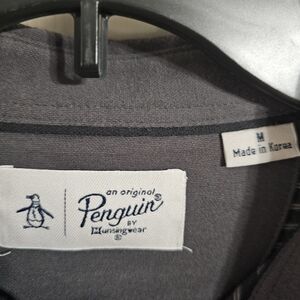 an original
Penguin®
BY
Munsingwear
®
M
Made in Korea